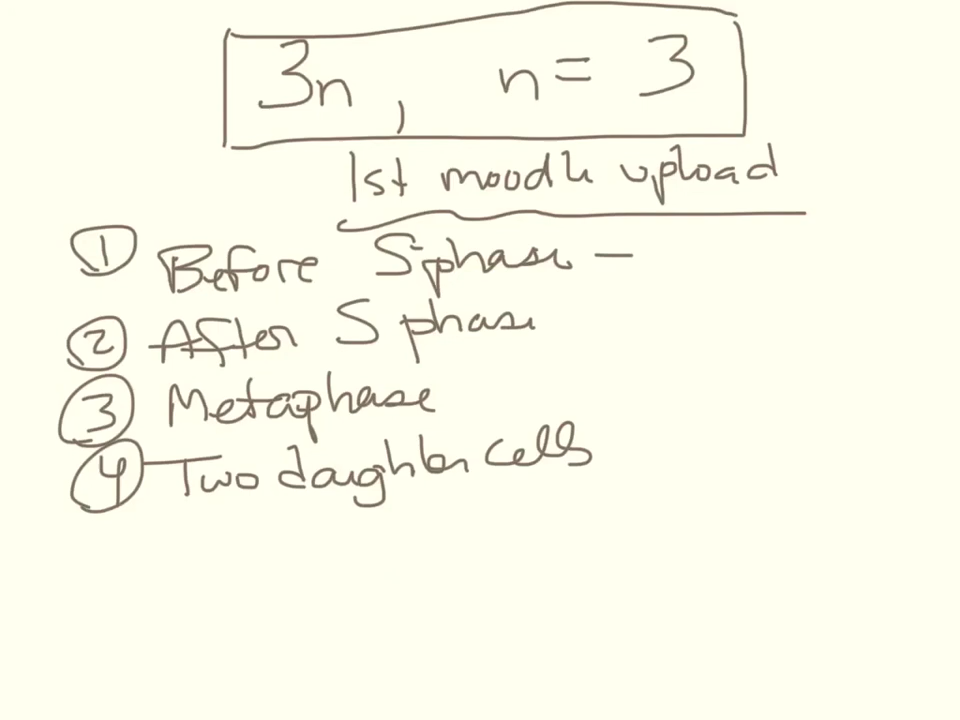 3n, n = 3
1st moodle upload
① Before S phase –
② After S phase
③ Metaphase
④ Two daughter cells